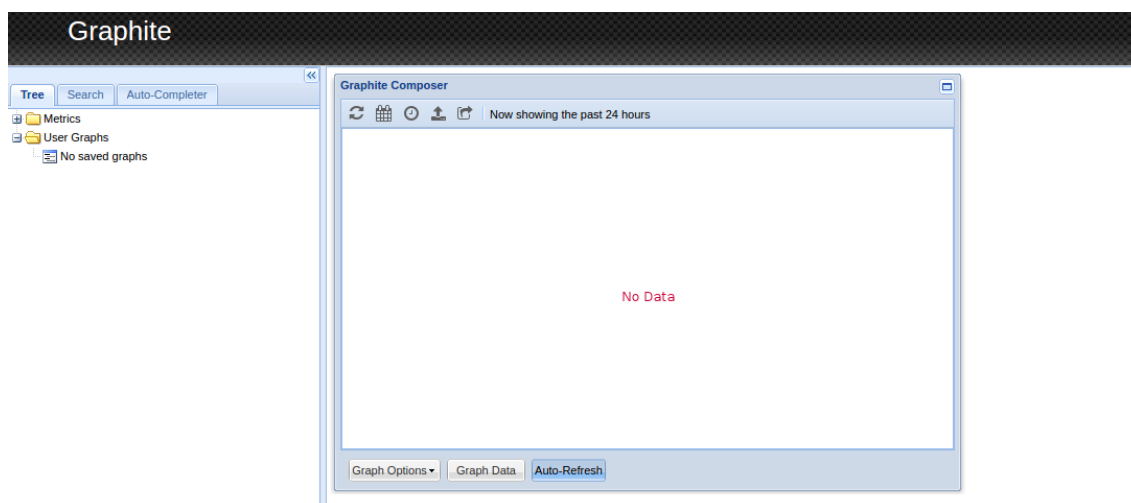 Graphite
Tree Search Auto-Completer
Metrics
User Graphs
No saved graphs
Graphite Composer
Now showing the past 24 hours
No Data
Graph Options Graph Data Auto-Refresh